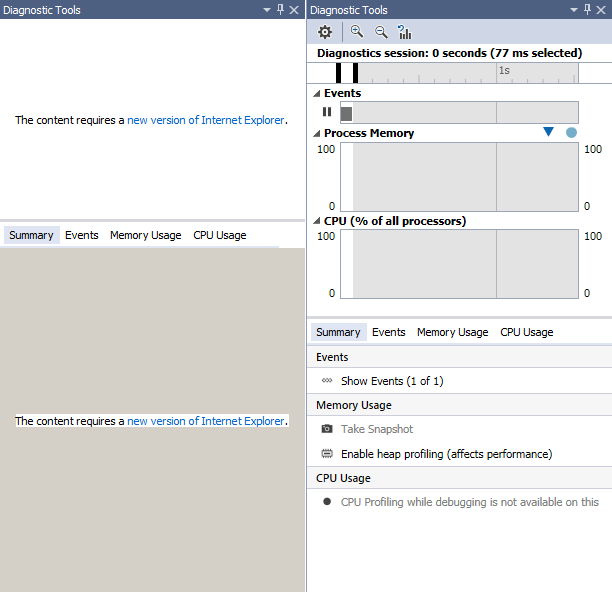 Diagnostic Tools
The content requires a new version of Internet Explorer.
Summary Events Memory Usage CPU Usage
The content requires a new version of Internet Explorer.
Diagnostic Tools
Diagnostics session: 0 seconds (77 ms selected)
1s
Events
Process Memory
100 100
0 0
CPU (% of all processors)
100 100
0 0
Summary Events Memory Usage CPU Usage
Events
Show Events (1 of 1)
Memory Usage
Take Snapshot
Enable heap profiling (affects performance)
CPU Usage
CPU Profiling while debugging is not available on this